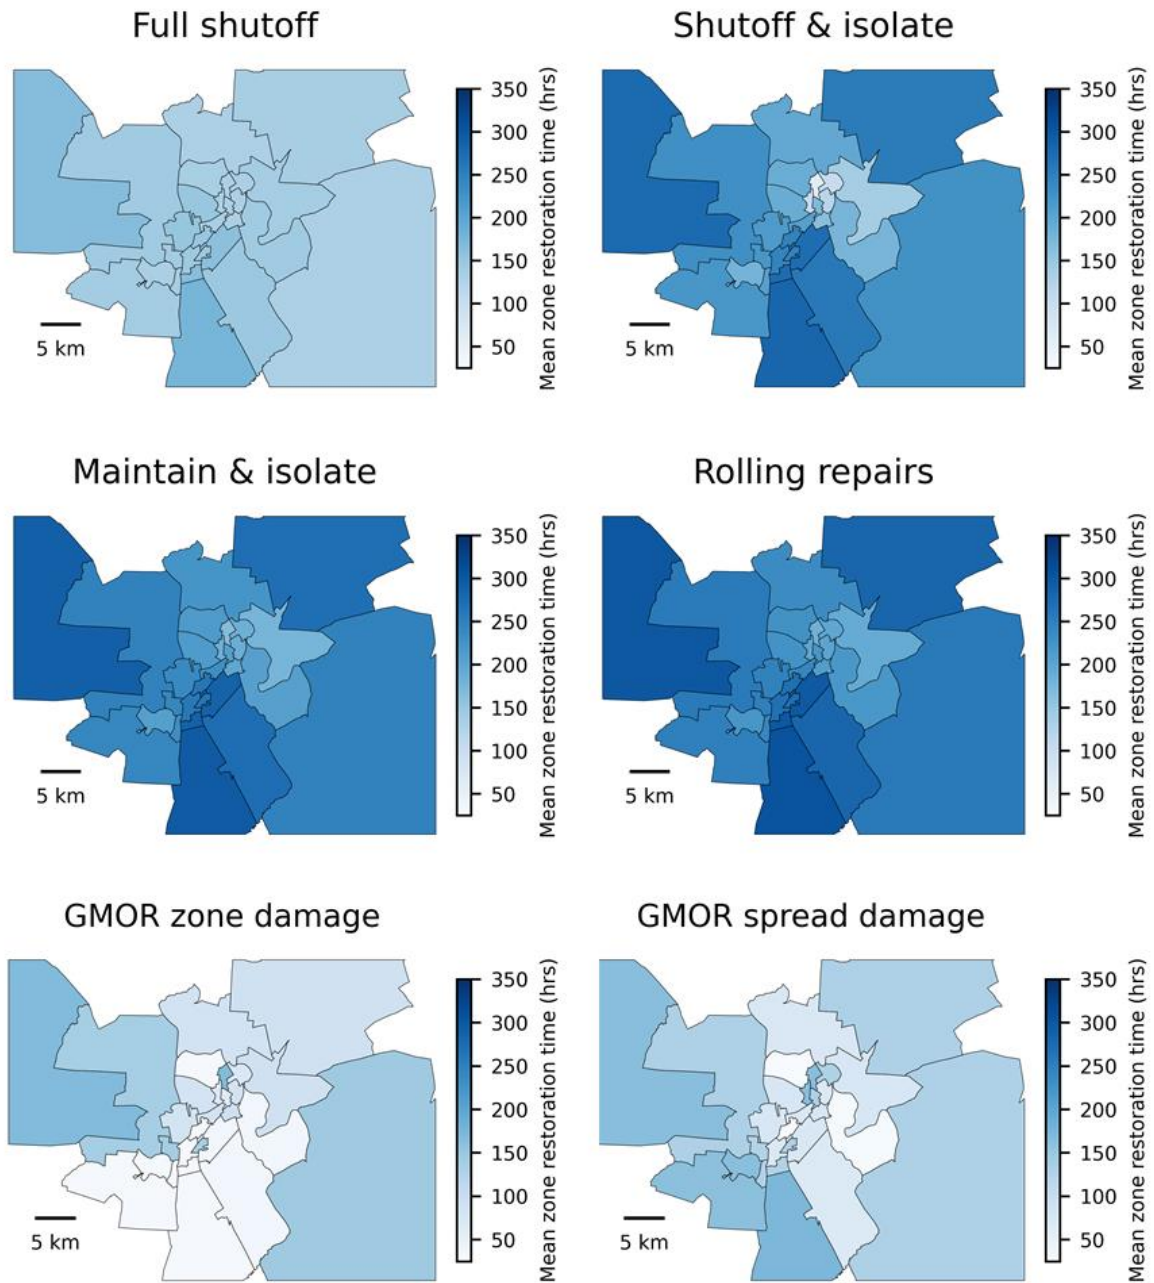 Full shutoff
350
300
250
200
150
100
50
Mean zone restoration time (hrs)
5 km
Shutoff & isolate
350
300
250
200
150
100
50
Mean zone restoration time (hrs)
Maintain & isolate
350
300
250
200
150
100
50
Mean zone restoration time (hrs)
5 km
Rolling repairs
350
300
250
200
150
100
50
Mean zone restoration time (hrs)
5 km
GMOR zone damage
350
300
250
200
150
100
50
Mean zone restoration time (hrs)
5 km
GMOR spread damage
350
300
250
200
150
100
50
Mean zone restoration time (hrs)
5 km